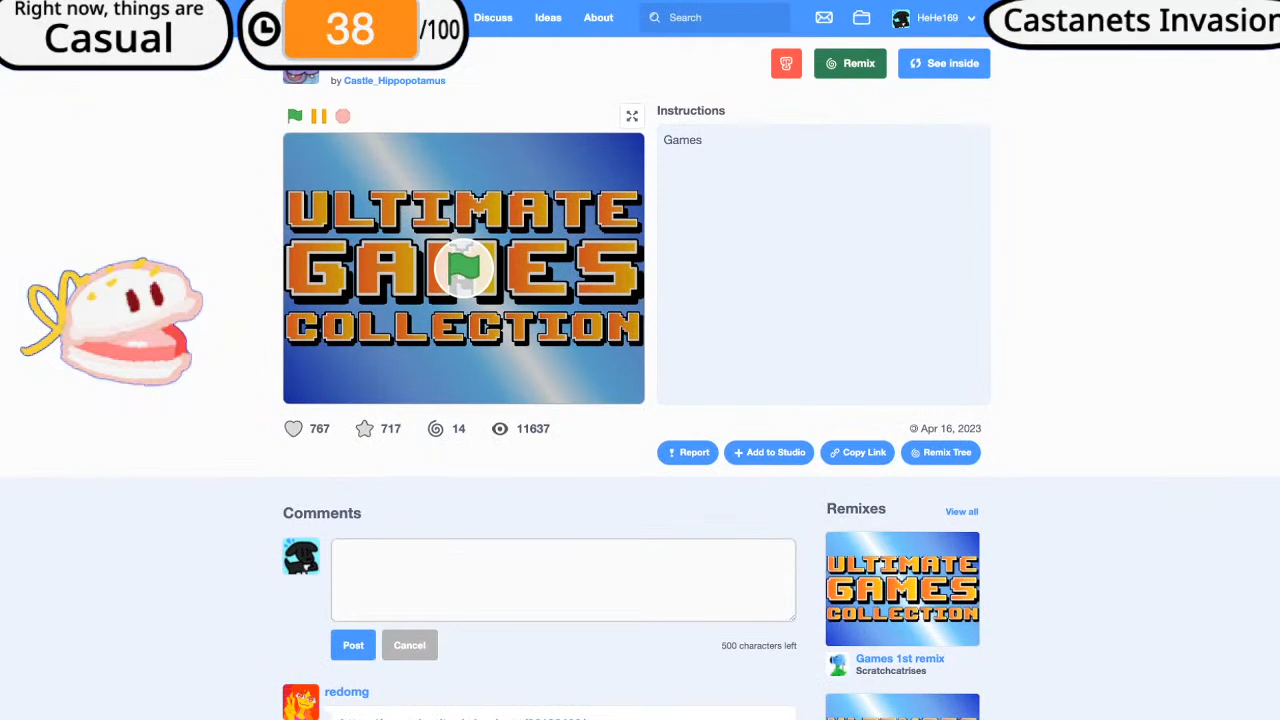 Right now, things are
Casual
38
/100
Discuss
Ideas
About
Search
HeHe169
Castanets Invasion
by Castle_Hippopotamus
Remix
See inside
Instructions
Games
ULTIMATE
GAMES
COLLECTION
767
717
14
11637
© Apr 16, 2023
Report
Add to Studio
Copy Link
Remix Tree
Comments
Remixes
View all
Post
Cancel
500 characters left
ULTIMATE
GAMES
COLLECTION
Games 1st remix
Scratchcatrises
redomg